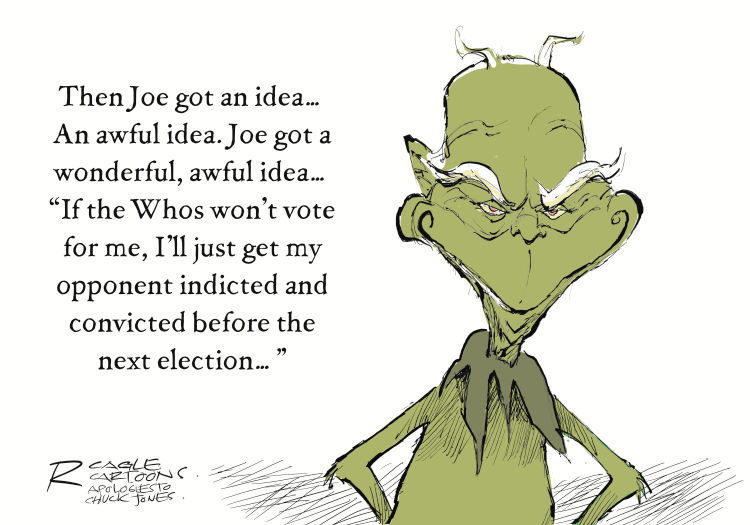 Then Joe got an idea...
An awful idea. Joe got a
wonderful, awful idea...
“If the Whos won’t vote
for me, I’ll just get my
opponent indicted and
convicted before the
next election... ”
R CAGLE
CARTOONS.
APOLOGIES TO
CHUCK JONES.